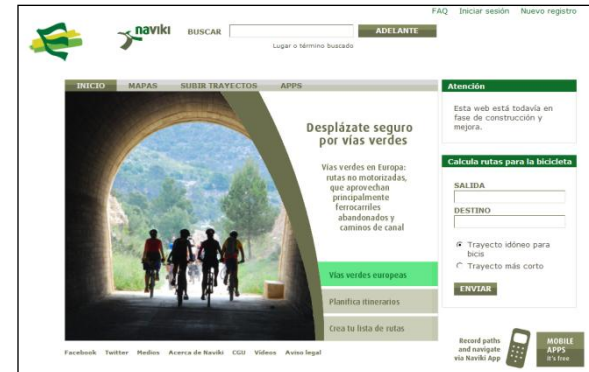 FAQ Iniciar sesión Nuevo registro
naviki BUSCAR ADELANTE
Lugar o término buscado
INICIO MAPAS SUBIR TRAYECTOS APPS
Desplázate seguro
por vías verdes
Vías verdes en Europa:
rutas no motorizadas,
que aprovechan
principalmente
ferrocarriles
abandonados y
caminos de canal
Vías verdes europeas
Planifica itinerarios
Crea tu lista de rutas
Atención
Esta web está todavía en
fase de construcción y
mejora.
Calcula rutas para la bicicleta
SALIDA
DESTINO
Trayecto idóneo para
bicis
Trayecto más corto
ENVIAR
Record paths
and navigate
via Naviki App
MOBILE
APPS
It's free
Facebook Twitter Medios Acerca de Naviki CGU Vídeos Aviso legal